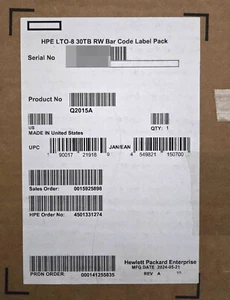 HPE LTO-8 30TB RW Bar Code Label Pack
Serial No
Product No
Q2015A
US QTY: 1
MADE IN United States
UPC JAN/EAN
1 90017 21918 4 549821 150700
Sales Order: 0015925898
HPE Order No: 4501331274
Hewlett Packard Enterprise
MFG.DATE 2024-05-21
REV A
PRDN ORDER: 000141255835